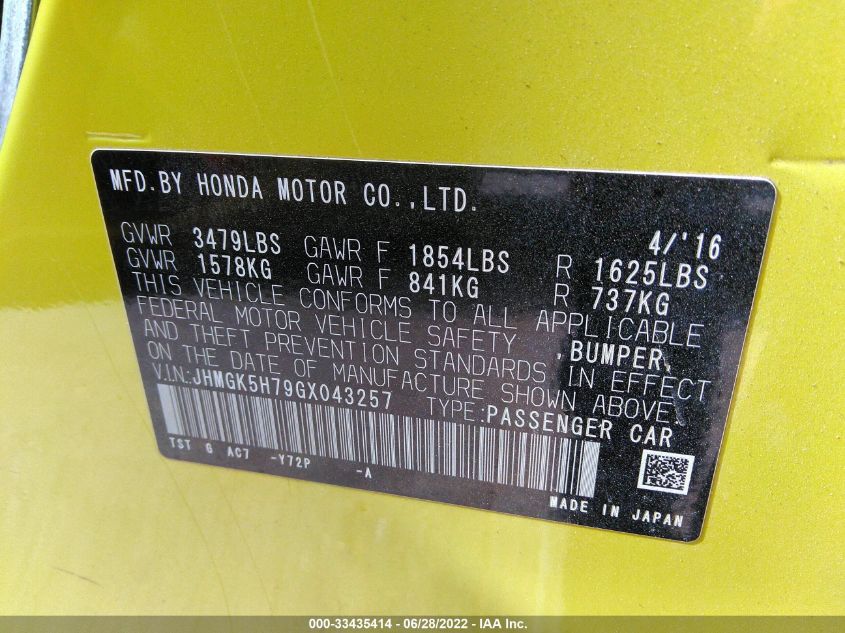 MFD.BY HONDA MOTOR CO.,LTD.
4/'16
GVWR 3479LBS GAWR F 1854LBS R 1625LBS
GVWR 1578KG GAWR F 841KG R 737KG
THIS VEHICLE CONFORMS TO ALL APPLICABLE
FEDERAL MOTOR VEHICLE SAFETY ,BUMPER,
AND THEFT PREVENTION STANDARDS IN EFFECT
ON THE DATE OF MANUFACTURE SHOWN ABOVE.
V.I.N.:JHMGK5H79GX043257 TYPE:PASSENGER CAR
TST G AC7 -Y72P -A
MADE IN JAPAN
000-33435414 - 06/28/2022 - IAA Inc.